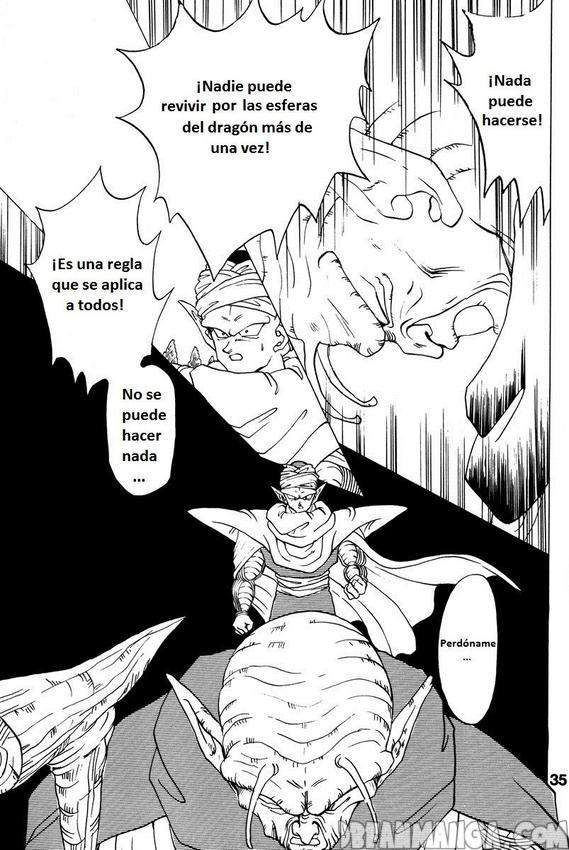 ¡Nada
puede
hacerse!
¡Nadie puede
revivir por las esferas
del dragón más de
una vez!
¡Es una regla
que se aplica
a todos!
No se
puede
hacer
nada
...
Perdóname
...
35
DREAMMANGA.COM